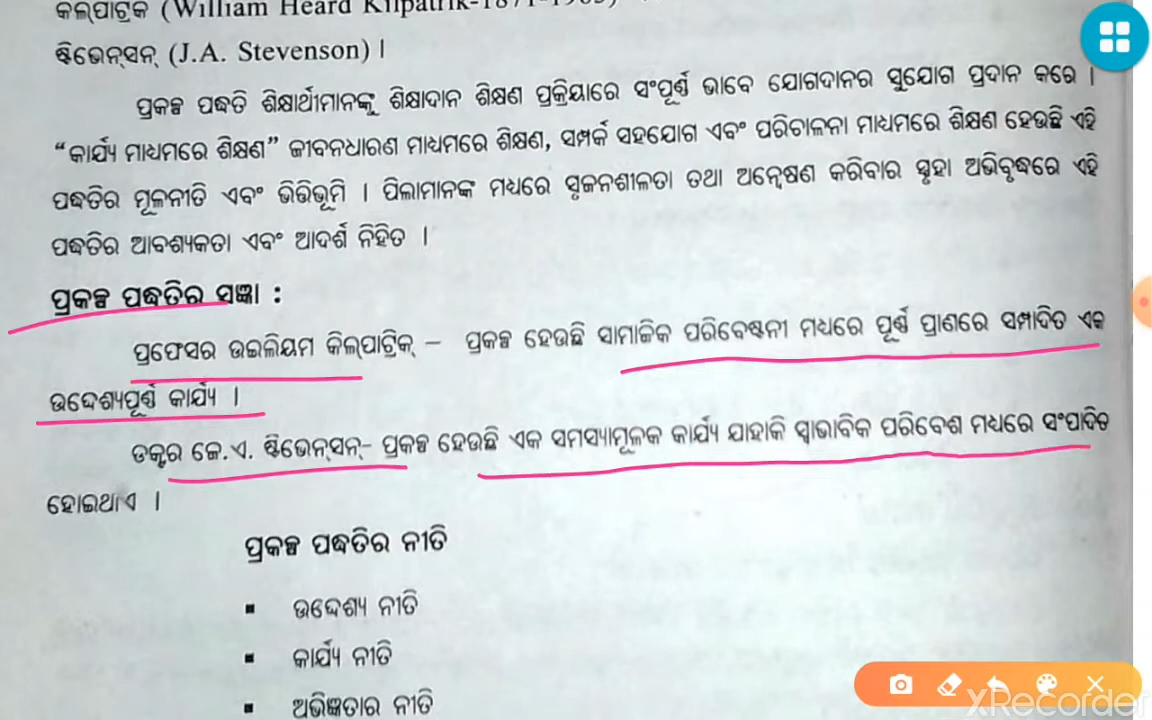 କଲ୍‌ପାଟ୍ରିକ (William Heard Kilpatrik-1871-1965)
ଷ୍ଟିଭେନ୍‌ସନ୍ (J.A. Stevenson) ।
ପ୍ରକଳ୍ପ ପଦ୍ଧତି ଶିକ୍ଷାର୍ଥୀମାନଙ୍କୁ ଶିକ୍ଷାଦାନ ଶିକ୍ଷଣ ପ୍ରକ୍ରିୟାରେ ସଂପୂର୍ଣ୍ଣ ଭାବେ ଯୋଗଦାନର ସୁଯୋଗ ପ୍ରଦାନ କରେ ।
“କାର୍ଯ୍ୟ ମାଧ୍ୟମରେ ଶିକ୍ଷଣ” ଜୀବନଧାରଣ ମାଧ୍ୟମରେ ଶିକ୍ଷଣ, ସମ୍ପର୍କ ସହଯୋଗ ଏବଂ ପରିଚାଳନା ମାଧ୍ୟମରେ ଶିକ୍ଷଣ ହେଉଛି ଏହି
ପଦ୍ଧତିର ମୂଳନୀତି ଏବଂ ଭିତ୍ତିଭୂମି । ପିଲାମାନଙ୍କ ମଧ୍ୟରେ ସୃଜନଶୀଳତା ତଥା ଅନ୍ୱେଷଣ କରିବାର ସ୍ପୃହା ଅଭିବୃଦ୍ଧରେ ଏହି
ପଦ୍ଧତିର ଆବଶ୍ୟକତା ଏବଂ ଆଦର୍ଶ ନିହିତ ।
ପ୍ରକଳ୍ପ ପଦ୍ଧତିର ସଜ୍ଞା :
ପ୍ରଫେସର ଉଇଲିୟମ କିଲ୍‌ପାଟ୍ରିକ୍ – ପ୍ରକଳ୍ପ ହେଉଛି ସାମାଜିକ ପରିବେଷ୍ଟନୀ ମଧ୍ୟରେ ପୂର୍ଣ୍ଣ ପ୍ରାଣରେ ସମ୍ପାଦିତ ଏକ
ଉଦ୍ଦେଶ୍ୟପୂର୍ଣ୍ଣ କାର୍ଯ୍ୟ ।
ଡକ୍ଟର ଜେ.ଏ. ଷ୍ଟିଭେନ୍‌ସନ୍- ପ୍ରକଳ୍ପ ହେଉଛି ଏକ ସମସ୍ୟାମୂଳକ କାର୍ଯ୍ୟ ଯାହାକି ସ୍ୱାଭାବିକ ପରିବେଶ ମଧ୍ୟରେ ସଂପାଦିତ
ହୋଇଥାଏ ।
ପ୍ରକଳ୍ପ ପଦ୍ଧତିର ନୀତି
▪ ଉଦ୍ଦେଶ୍ୟ ନୀତି
▪ କାର୍ଯ୍ୟ ନୀତି
▪ ଅଭିଜ୍ଞତାର ନୀତି
XRecorder